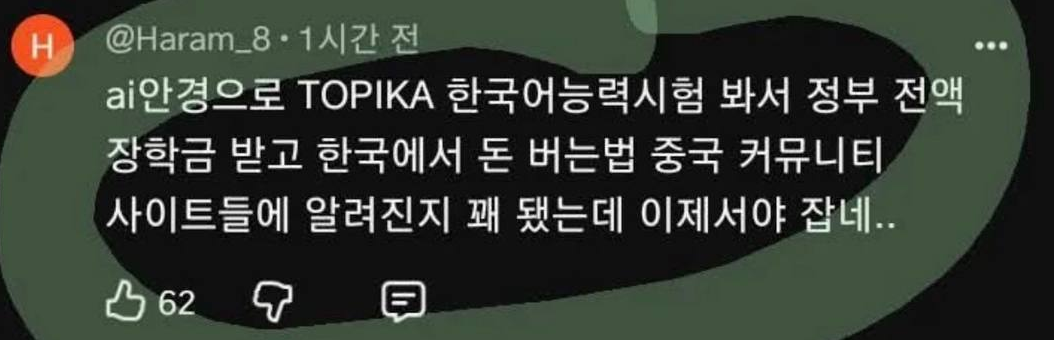 H
@Haram_8 • 1시간 전
ai안경으로 TOPIKA 한국어능력시험 봐서 정부 전액
장학금 받고 한국에서 돈 버는법 중국 커뮤니티
사이트들에 알려진지 꽤 됐는데 이제서야 잡네..
62